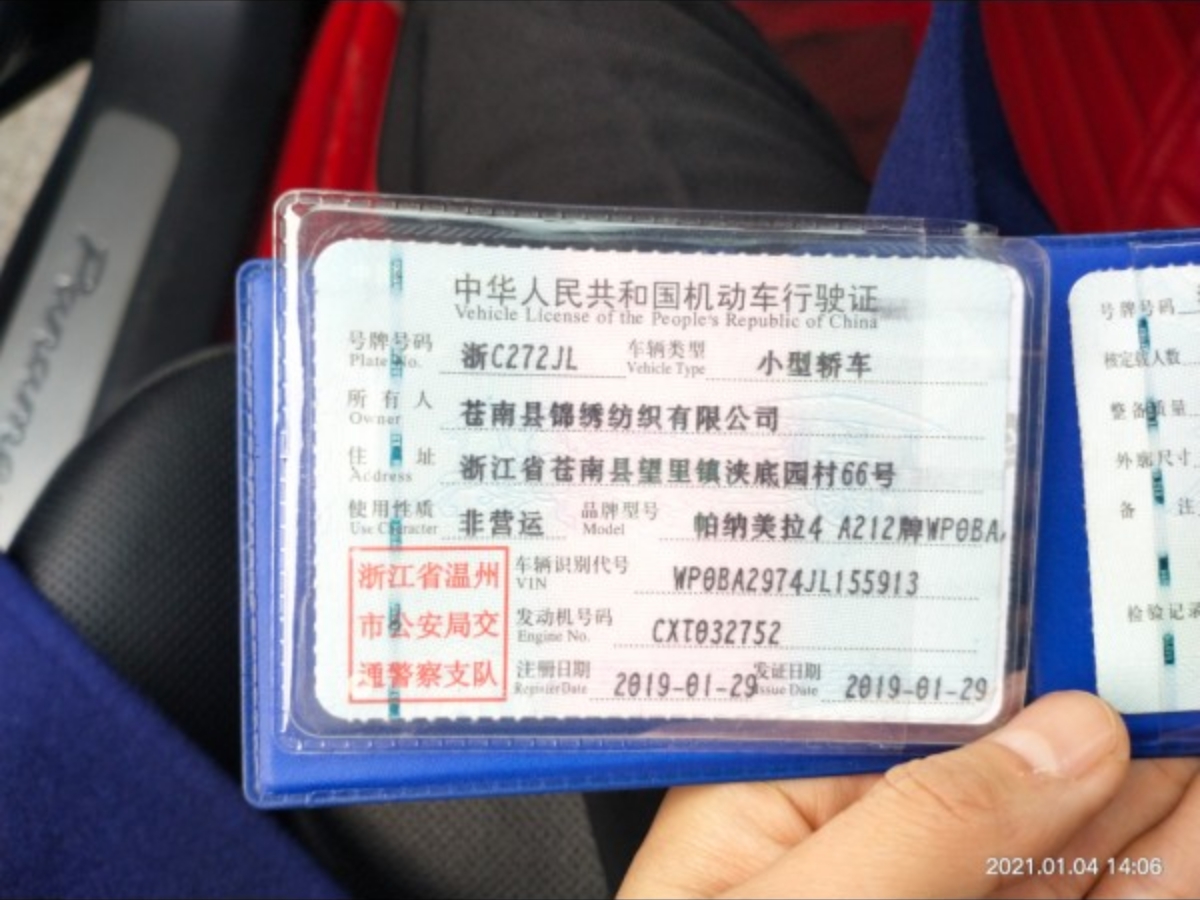 Panamera
中华人民共和国机动车行驶证
Vehicle License of the People's Republic of China
号牌号码 浙C272JL 车辆类型 小型轿车
Plate No. Vehicle Type
所有人 苍南县锦绣纺织有限公司
Owner
住址 浙江省苍南县望里镇浃底园村66号
Address
使用性质 非营运 品牌型号 帕纳美拉4 A212牌WP0BA
Use Character Model
浙江省温州
市公安局交
通警察支队
车辆识别代号 WP0BA2974JL155913
VIN
发动机号码 CXT032752
Engine No.
注册日期 2019-01-29 发证日期 2019-01-29
Register Date Issue Date
号牌号码
核定载人数
整备质量
外廓尺寸
备注
检验记录
2021.01.04 14:06